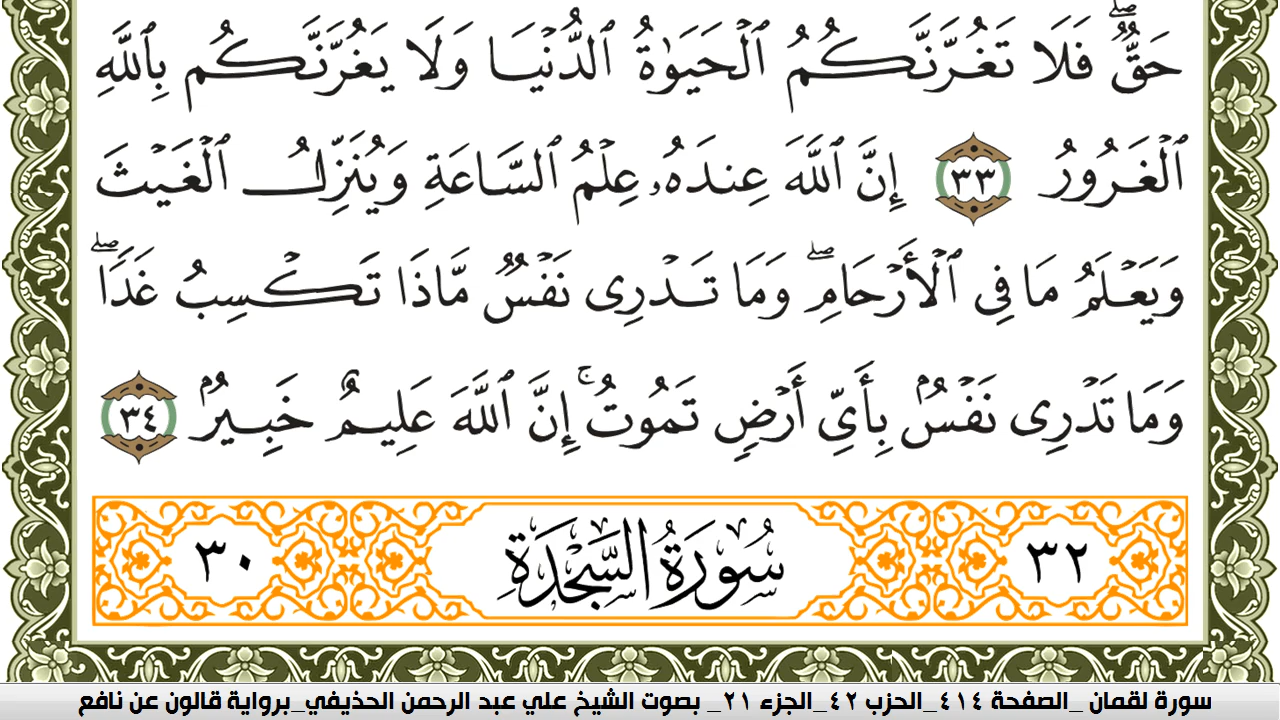 حَقٌّۖ فَلَا تَغُرَّنَّكُمُ ٱلْحَيَوٰةُ ٱلدُّنْيَا وَلَا يَغُرَّنَّكُم بِٱللَّهِ
ٱلْغَرُورُ ٣٣ إِنَّ ٱللَّهَ عِندَهُۥ عِلْمُ ٱلسَّاعَةِ وَيُنَزِّلُ ٱلْغَيْثَ
وَيَعْلَمُ مَا فِي ٱلْأَرْحَامِۖ وَمَا تَدْرِى نَفْسٌ مَّاذَا تَكْسِبُ غَدًاۖ
وَمَا تَدْرِى نَفْسُۢ بِأَيِّ أَرْضٍ تَمُوتُۚ إِنَّ ٱللَّهَ عَلِيمٌ خَبِيرُۢ ٣٤
٣٢ سُورَةُ السَّجْدَةِ ٣٠
سورة لقمان _الصفحة ٤١٤_الحزب ٤٢_الجزء ٢١_ بصوت الشيخ علي عبد الرحمن الحذيفي_برواية قالون عن نافع